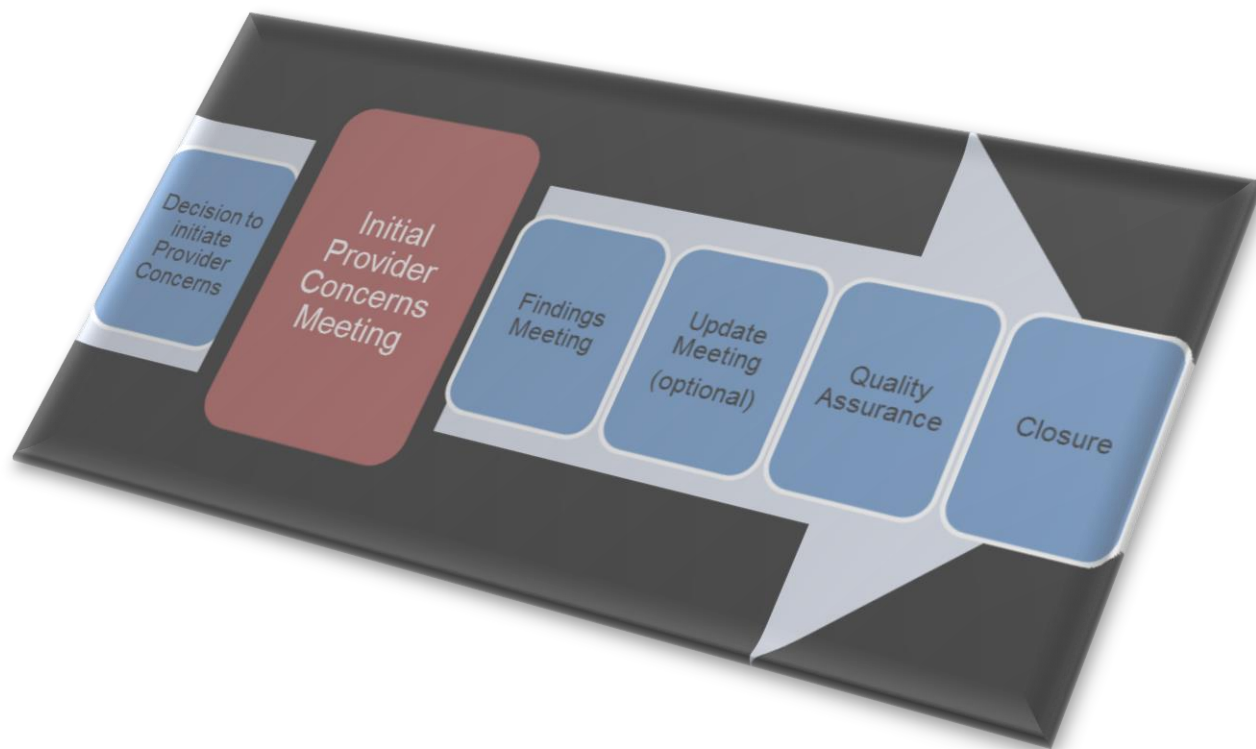 Decision to
initiate
Provider
Concerns
Initial
Provider
Concerns
Meeting
Findings
Meeting
Update
Meeting
(optional)
Quality
Assurance
Closure